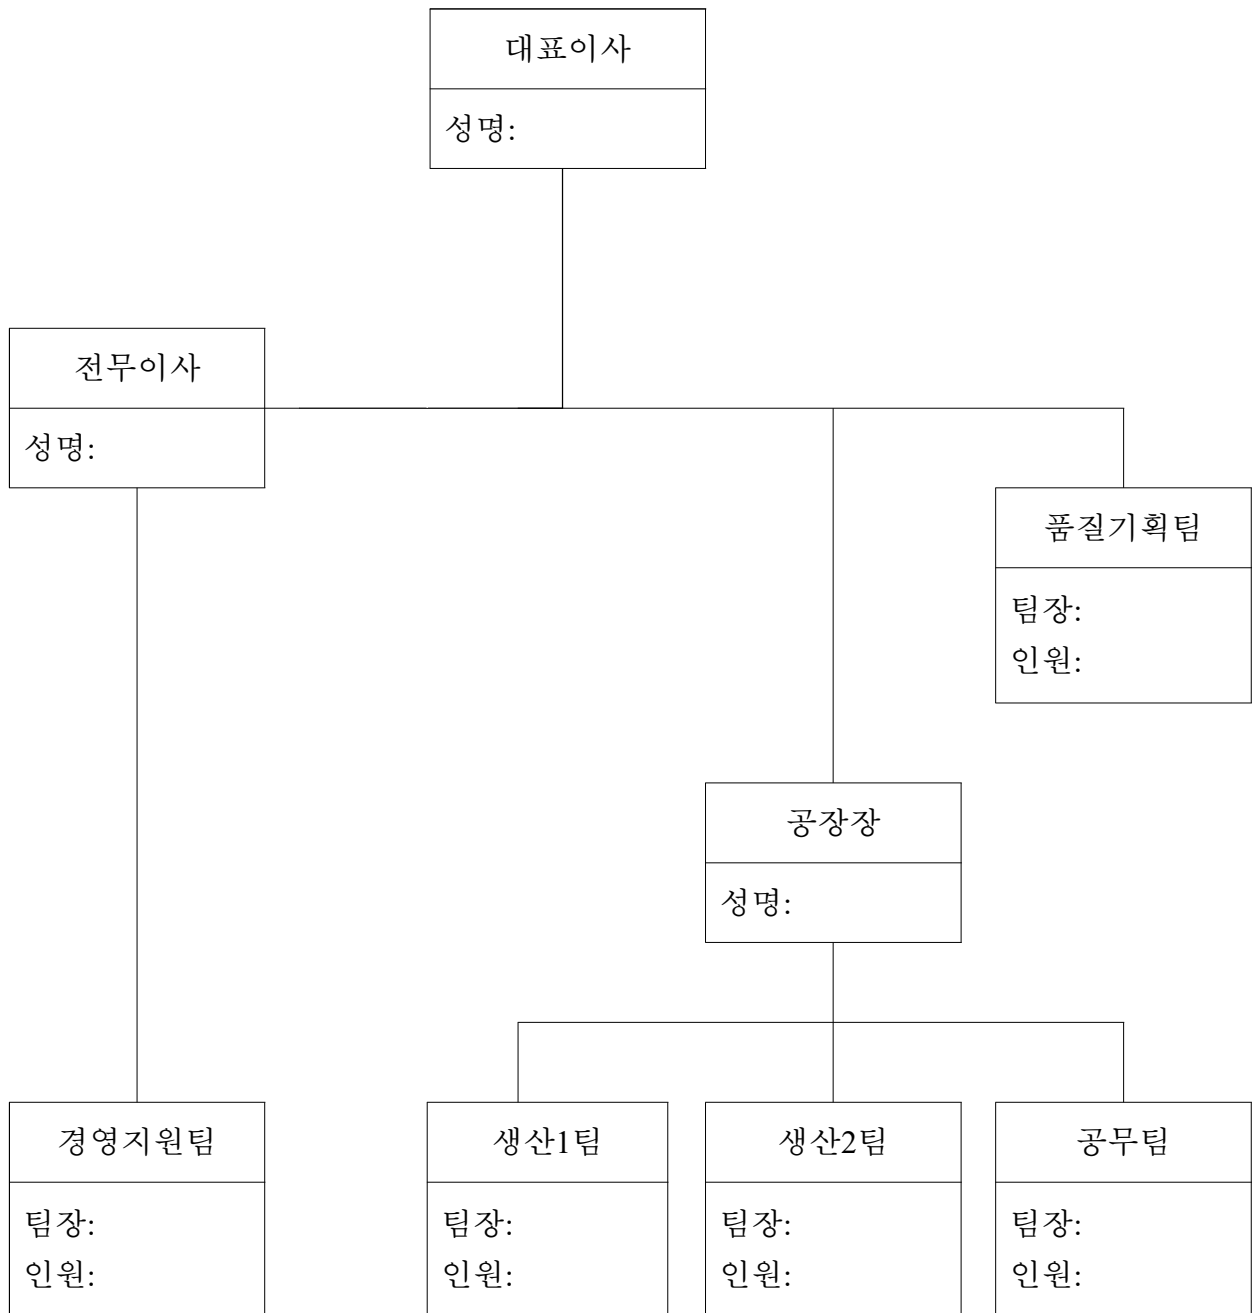 대표이사
성명:
전무이사
성명:
품질기획팀
팀장:
인원:
공장장
성명:
경영지원팀
팀장:
인원:
생산1팀
팀장:
인원:
생산2팀
팀장:
인원:
공무팀
팀장:
인원: